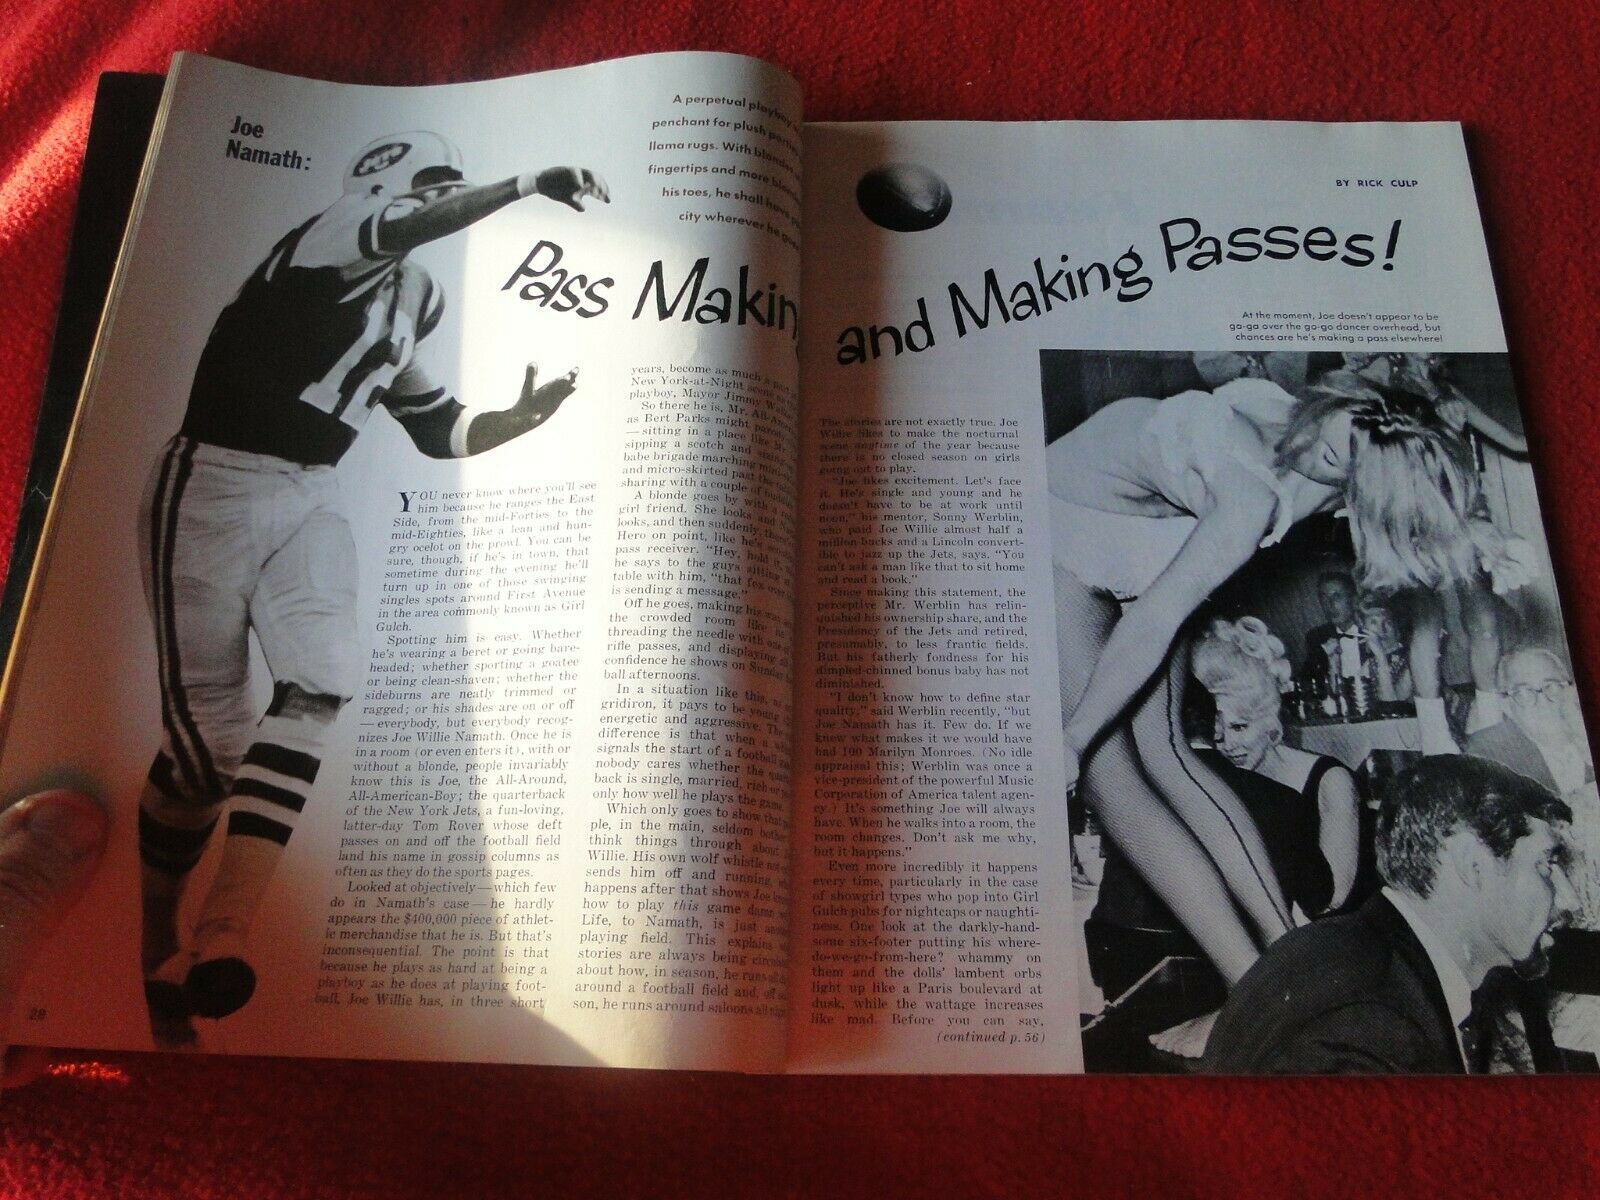 Joe
Namath:
JETS
A perpetual playboy
penchant for plush parties
llama rugs. With blondes
fingertips and more blondes
his toes, he shall have
city wherever he goes
Pass Making
12
YOU never know where you'll see
him because he ranges the East
Side, from the mid-Forties to the
mid-Eighties, like a lean and hun-
gry ocelot on the prowl. You can be
sure, though, if he's in town, that
sometime during the evening he'll
turn up in one of those swinging
singles spots around First Avenue
in the area commonly known as Girl
Gulch.
Spotting him is easy. Whether
he's wearing a beret or going bare-
headed; whether sporting a goatee
or being clean-shaven; whether the
sideburns are neatly trimmed or
ragged; or his shades are on or off
—everybody, but everybody recog-
nizes Joe Willie Namath. Once he is
in a room (or even enters it), with or
without a blonde, people invariably
know this is Joe, the All-Around,
All-American-Boy; the quarterback
of the New York Jets, a fun-loving,
latter-day Tom Rover whose deft
passes on and off the football field
land his name in gossip columns as
often as they do the sports pages.
Looked at objectively—which few
do in Namath's case—he hardly
appears the $400,000 piece of athlet-
ic merchandise that he is. But that's
inconsequential. The point is that
because he plays as hard at being a
playboy as he does at playing foot-
ball, Joe Willie has, in three short
28
years, become as much a part
New York-at-Night scene
playboy, Mayor Jimmy
So there he is, Mr. All-
as Bert Parks might
—sitting in a place like
sipping a scotch and
babe brigade marching
and micro-skirted past the
sharing with a couple of
A blonde goes by with a
girl friend. She looks and
looks, and then suddenly,
Hero on point, like he's
pass receiver. "Hey, hold it,
he says to the guys sitting
table with him, "that fox over
is sending a message."
Off he goes, making his way
the crowded room like
threading the needle with
rifle passes, and displaying
confidence he shows on Sunday
ball afternoons.
In a situation like this,
gridiron, it pays to be young
energetic and aggressive. The
difference is that when a
signals the start of a football
nobody cares whether the
back is single, married, rich or
only how well he plays the game.
Which only goes to show that
ple, in the main, seldom bother
think things through about
Willie. His own wolf whistle
sends him off and running,
happens after that shows Joe
how to play this game
Life, to Namath, is just
playing field. This explains
stories are always being
about how, in season, he runs
around a football field and, off
son, he runs around saloons all
BY RICK CULP
and Making Passes!
At the moment, Joe doesn't appear to be
ga-ga over the go-go dancer overhead, but
chances are he's making a pass elsewhere!
The stories are not exactly true. Joe
Willie likes to make the nocturnal
scene anytime of the year because
there is no closed season on girls
going out to play.
"Joe likes excitement. Let's face
it. He's single and young and he
doesn't have to be at work until
noon," his mentor, Sonny Werblin,
who paid Joe Willie almost half a
million bucks and a Lincoln convert-
ible to jazz up the Jets, says. "You
can't ask a man like that to sit home
and read a book."
Since making this statement, the
perceptive Mr. Werblin has relin-
quished his ownership share, and the
Presidency of the Jets and retired,
presumably, to less frantic fields.
But his fatherly fondness for his
dimpled-chinned bonus baby has not
diminished.
"I don't know how to define star
quality," said Werblin recently, "but
Joe Namath has it. Few do. If we
knew what makes it we would have
had 100 Marilyn Monroes. (No idle
appraisal this; Werblin was once a
vice-president of the powerful Music
Corporation of America talent agen-
cy.) It's something Joe will always
have. When he walks into a room, the
room changes. Don't ask me why,
but it happens."
Even more incredibly it happens
every time, particularly in the case
of showgirl types who pop into Girl
Gulch pubs for nightcaps or naughti-
ness. One look at the darkly-hand-
some six-footer putting his where-
do-we-go-from-here? whammy on
them and the dolls' lambent orbs
light up like a Paris boulevard at
dusk, while the wattage increases
like mad. Before you can say,
(continued p. 56)